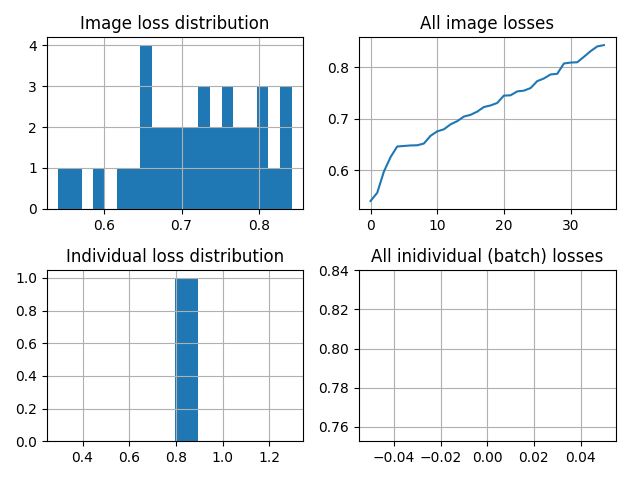 Image loss distribution
4
3
2
1
0
0.6 0.7 0.8
All image losses
0.8
0.7
0.6
0 10 20 30
Individual loss distribution
1.0
0.8
0.6
0.4
0.2
0.0
0.4 0.6 0.8 1.0 1.2
All inidividual (batch) losses
0.84
0.82
0.80
0.78
0.76
−0.04 −0.02 0.00 0.02 0.04